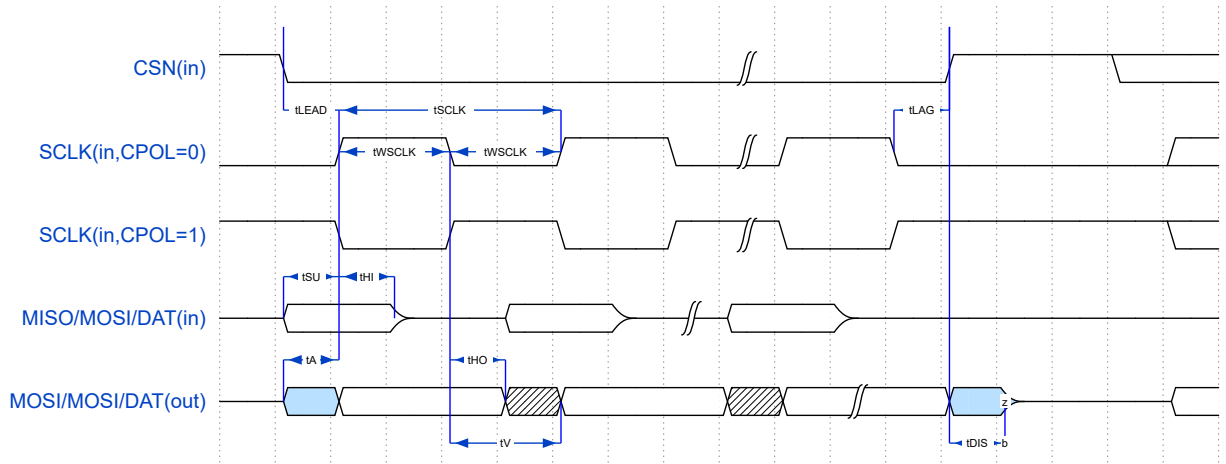 CSN(in)
tLEAD tSCLK tLAG
SCLK(in,CPOL=0) tWSCLK tWSCLK
SCLK(in,CPOL=1)
tSU tHI
MISO/MOSI/DAT(in)
tA tHO
MOSI/MOSI/DAT(out) z
tV tDIS b